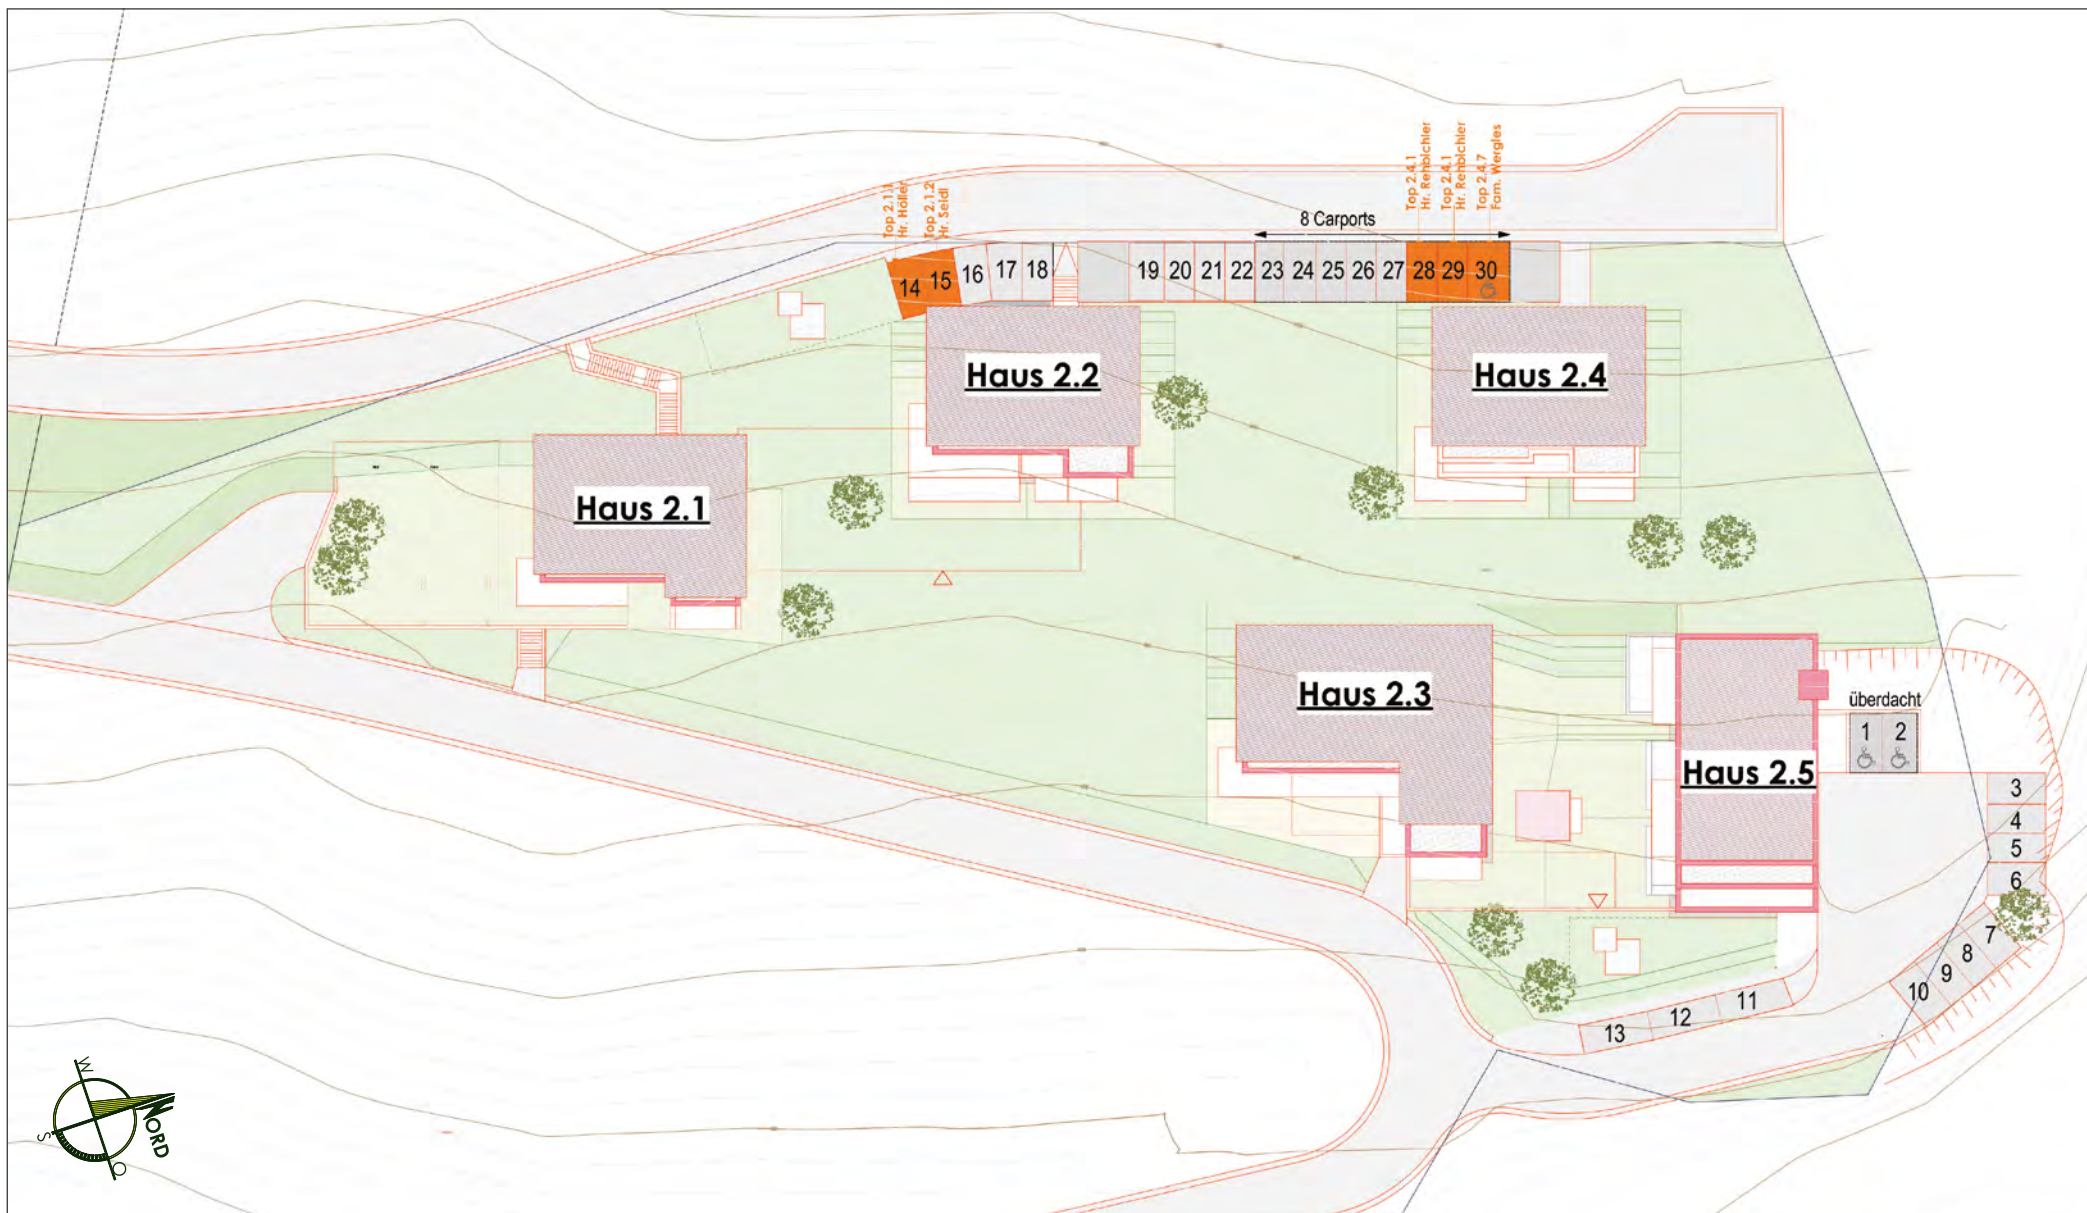 Top 2.1.1
Hr. Höller
Top 2.1.2
Hr. Seidl
Top 2.4.1
Hr. Rehbichler
Top 2.4.1
Hr. Rehbichler
Top 2.4.7
Fam. Wergles
8 Carports
14 15 16 17 18 19 20 21 22 23 24 25 26 27 28 29 30
Haus 2.2
Haus 2.4
Haus 2.1
Haus 2.3
überdacht
1 2
Haus 2.5
3
4
5
6
7
8
9
10
11
12
13
W
S
NORD
O